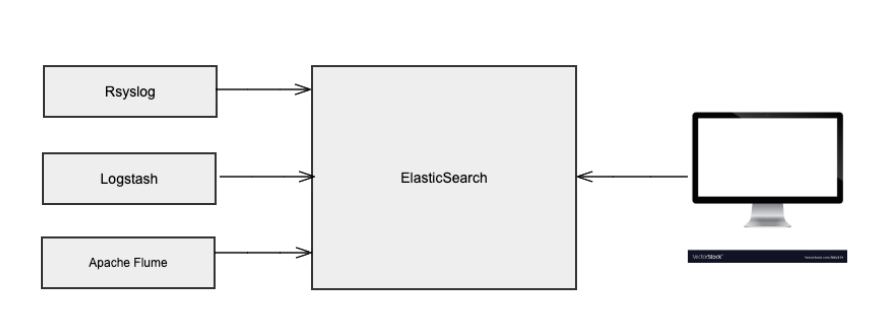 Rsyslog
Logstash
ElasticSearch
Apache Flume
VectorStock